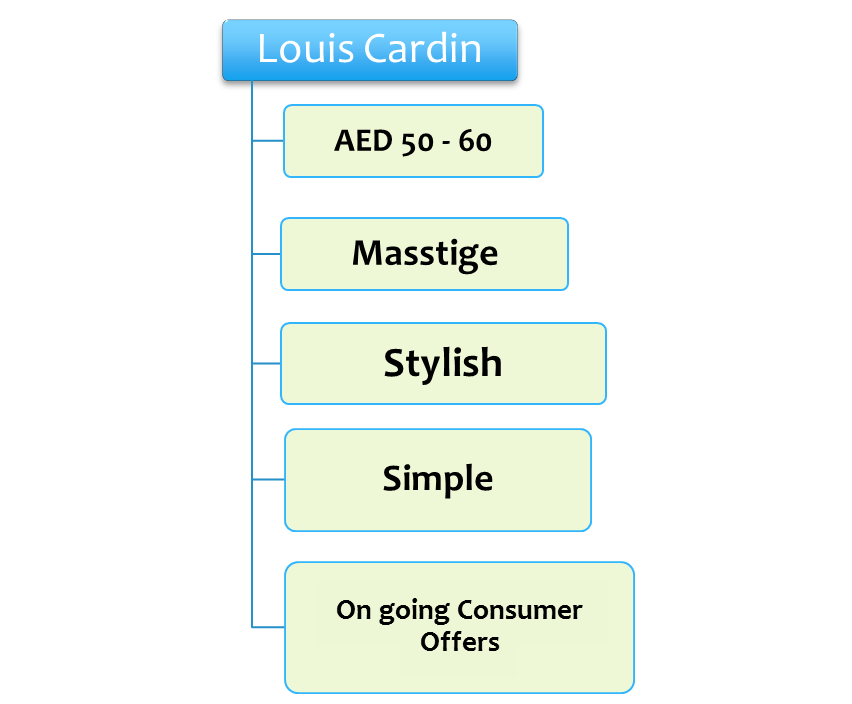 Louis Cardin
AED 50 - 60
Masstige
Stylish
Simple
On going Consumer
Offers